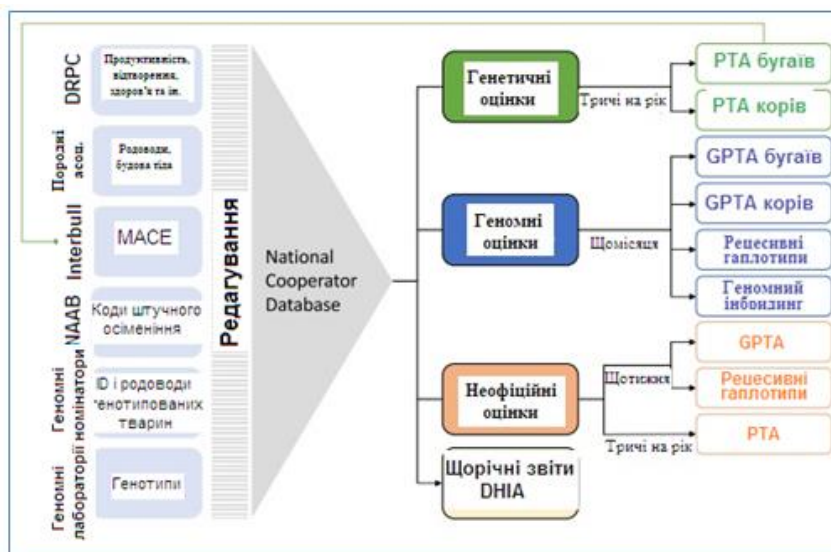 DRPC
Продуктивність,
відтворення,
здоров'я та ін.
Породні
асоц.
Родоводи,
будова тіла
Interbull
MACE
NAAB
Коди штучного
осіменіння
Геномні
номінатори
ID і родоводи
генотипованих
тварин
Геномні
лабораторії
Генотипи
Редагування
National
Cooperator
Database
Генетичні
оцінки
Тричі на рік
PTA бугаїв
PTA корів
Геномні
оцінки
Щомісяця
GPTA бугаїв
GPTA корів
Рецесивні
гаплотипи
Геномний
інбридинг
Неофіційні
оцінки
Щотижня
GPTA
Рецесивні
гаплотипи
Тричі на рік
PTA
Щорічні звіти
DHIA